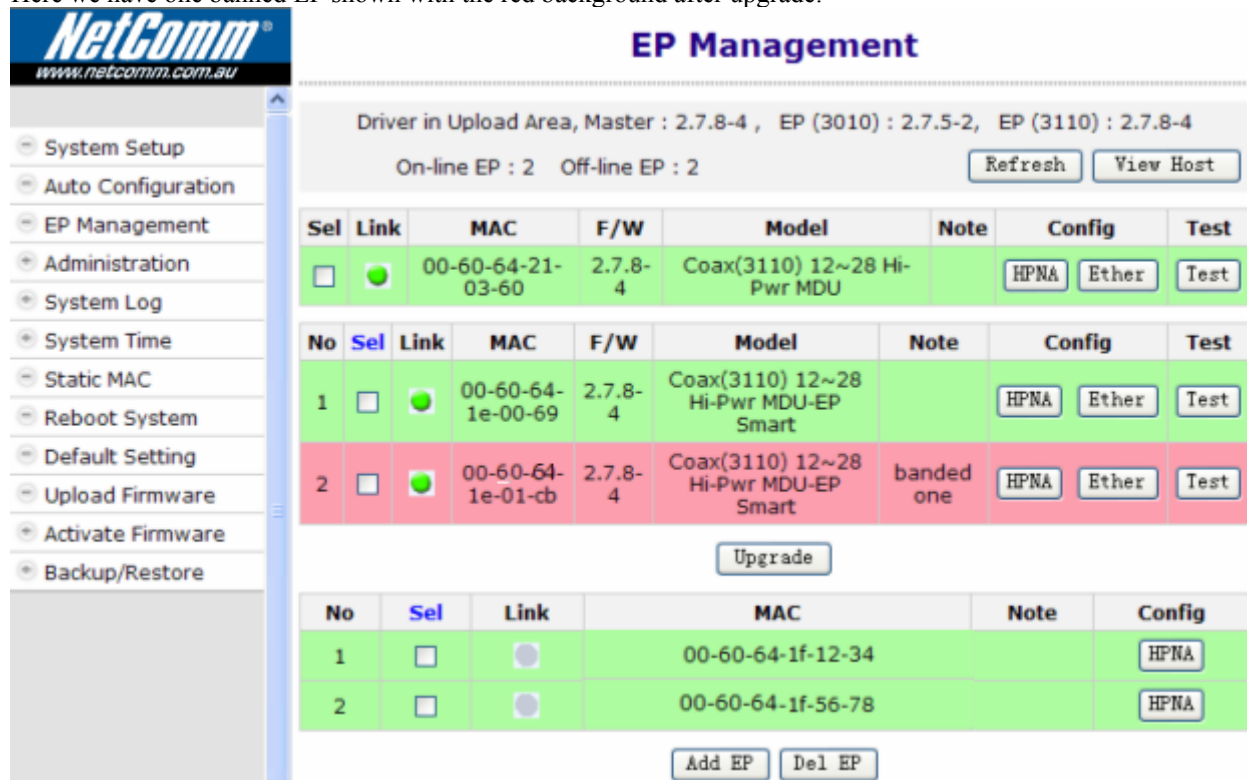 Here we have one banned EP shown with the red background after upgrade.
NetComm®
www.netcomm.com.au
EP Management
Driver in Upload Area, Master : 2.7.8-4 , EP (3010) : 2.7.5-2, EP (3110) : 2.7.8-4
On-line EP : 2 Off-line EP : 2 Refresh View Host
System Setup
Auto Configuration
EP Management
Administration
System Log
System Time
Static MAC
Reboot System
Default Setting
Upload Firmware
Activate Firmware
Backup/Restore
Sel Link MAC F/W Model Note Config Test
00-60-64-21-03-60 2.7.8-4 Coax(3110) 12~28 Hi-Pwr MDU HPNA Ether Test
No Sel Link MAC F/W Model Note Config Test
1 00-60-64-1e-00-69 2.7.8-4 Coax(3110) 12~28 Hi-Pwr MDU-EP Smart HPNA Ether Test
2 00-60-64-1e-01-cb 2.7.8-4 Coax(3110) 12~28 Hi-Pwr MDU-EP Smart banded one HPNA Ether Test
Upgrade
No Sel Link MAC Note Config
1 00-60-64-1f-12-34 HPNA
2 00-60-64-1f-56-78 HPNA
Add EP Del EP